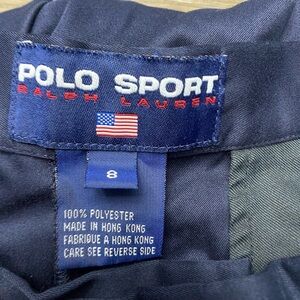 POLO SPORT
RALPH LAUREN
8
100% POLYESTER
MADE IN HONG KONG
FABRIQUE A HONG KONG
CARE SEE REVERSE SIDE